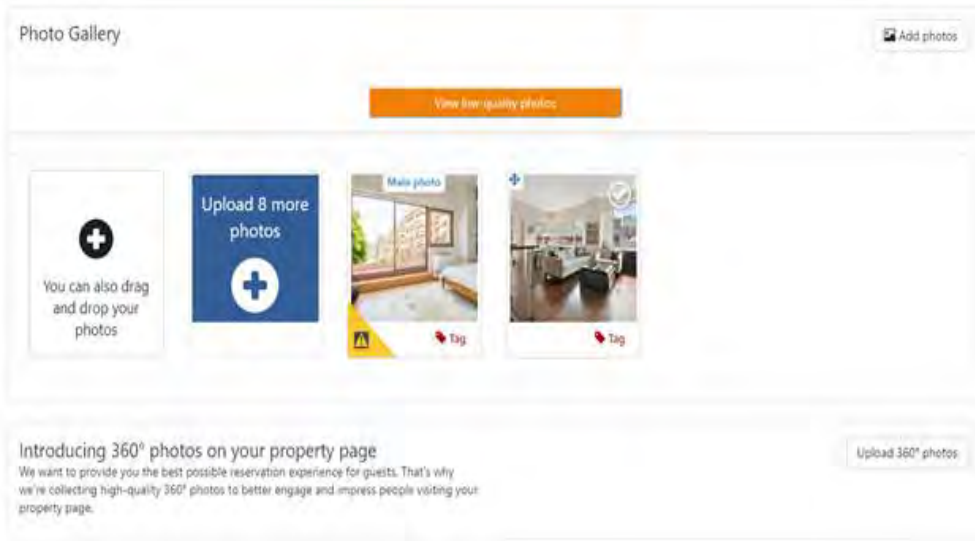 Photo Gallery
Add photos
View low-quality photos
Main photo
Upload 8 more
photos
You can also drag
and drop your
photos
Tag
Tag
Introducing 360° photos on your property page
Upload 360° photos
We want to provide you the best possible reservation experience for guests. That's why
we're collecting high-quality 360° photos to better engage and impress people visiting your
property page.